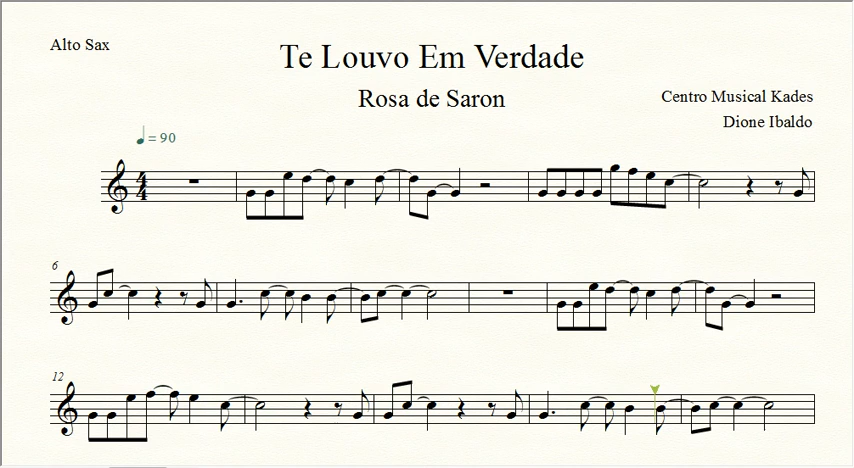 Alto Sax
Te Louvo Em Verdade
Rosa de Saron
Centro Musical Kades
Dione Ibaldo
= 90
4
4
6
12